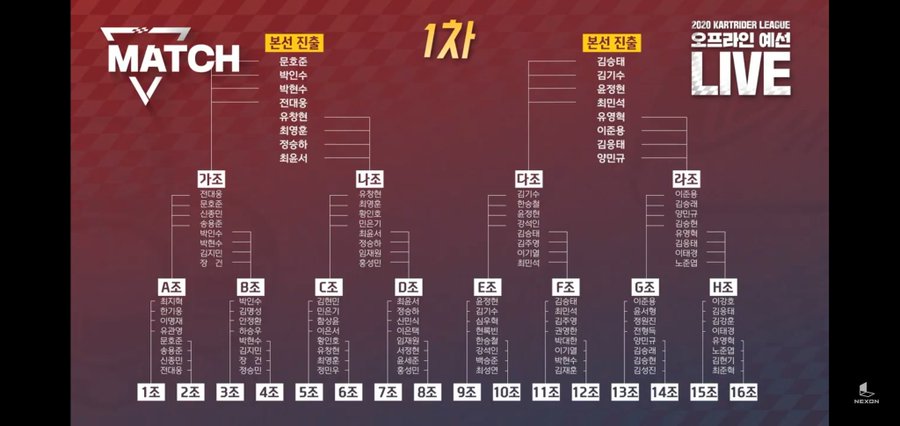 MATCH
1차
2020 KARTRIDER LEAGUE
오프라인 예선
LIVE
본선 진출
문호준
박인수
박현수
전대웅
유창현
최영훈
정승하
최윤서
본선 진출
김승태
김기수
윤정현
최민석
유영혁
이준용
김응태
양민규
가조
전대웅
문호준
신종민
송용준
박인수
박현수
김지민
장 건
나조
유창현
최영훈
황인호
민은기
최윤서
정승하
임재원
홍성민
다조
김기수
한승철
윤정현
강석인
김승태
김주영
이기열
최민석
라조
이준용
김승래
양민규
김승현
유영혁
김응태
이태경
노준엽
A조
최지혁
한기웅
이명재
유관영
문호준
송용준
신종민
전대웅
B조
박인수
김명성
안정환
하승우
박현수
김지민
장 건
정승민
C조
김현민
민은기
함상윤
이은서
황인호
유창현
최영훈
정민우
D조
최윤서
정승하
신민식
이은택
임재원
서정현
윤세준
홍성민
E조
윤정현
김기수
심우혁
현록빈
한승철
강석인
백승준
최성연
F조
김승태
최민석
김주영
권영한
박대한
이기열
박현수
김재훈
G조
이준용
윤서형
정원진
전형득
양민규
김승래
김승현
김성진
H조
이강호
김응태
김강훈
이태경
유영혁
노준엽
김현기
최준혁
1조
2조
3조
4조
5조
6조
7조
8조
9조
10조
11조
12조
13조
14조
15조
16조
NEXON